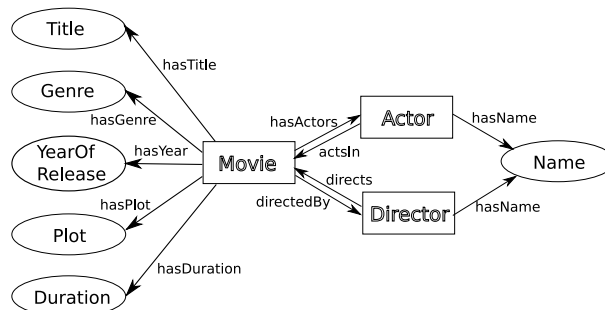 Title
hasTitle
Genre
hasGenre
hasActors
Actor
hasName
YearOf
Release
hasYear
Movie
actsIn
Name
directs
hasPlot
directedBy
Director
hasName
Plot
hasDuration
Duration